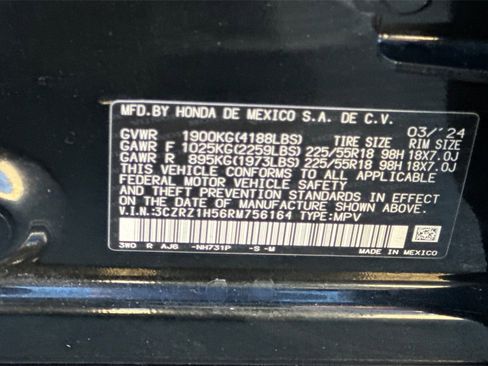 MFD.BY HONDA DE MEXICO S.A. DE C.V.
03/'24
GVWR 1900KG(4188LBS) TIRE SIZE RIM SIZE
GAWR F 1025KG(2259LBS) 225/55R18 98H 18X7.0J
GAWR R 895KG(1973LBS) 225/55R18 98H 18X7.0J
THIS VEHICLE CONFORMS TO ALL APPLICABLE
FEDERAL MOTOR VEHICLE SAFETY
AND THEFT PREVENTION STANDARDS IN EFFECT
ON THE DATE OF MANUFACTURE SHOWN ABOVE.
V.I.N.:3CZRZ1H56RM756164 TYPE:MPV
3W0 R AJ6 -NH731P -S -M
MADE IN MEXICO